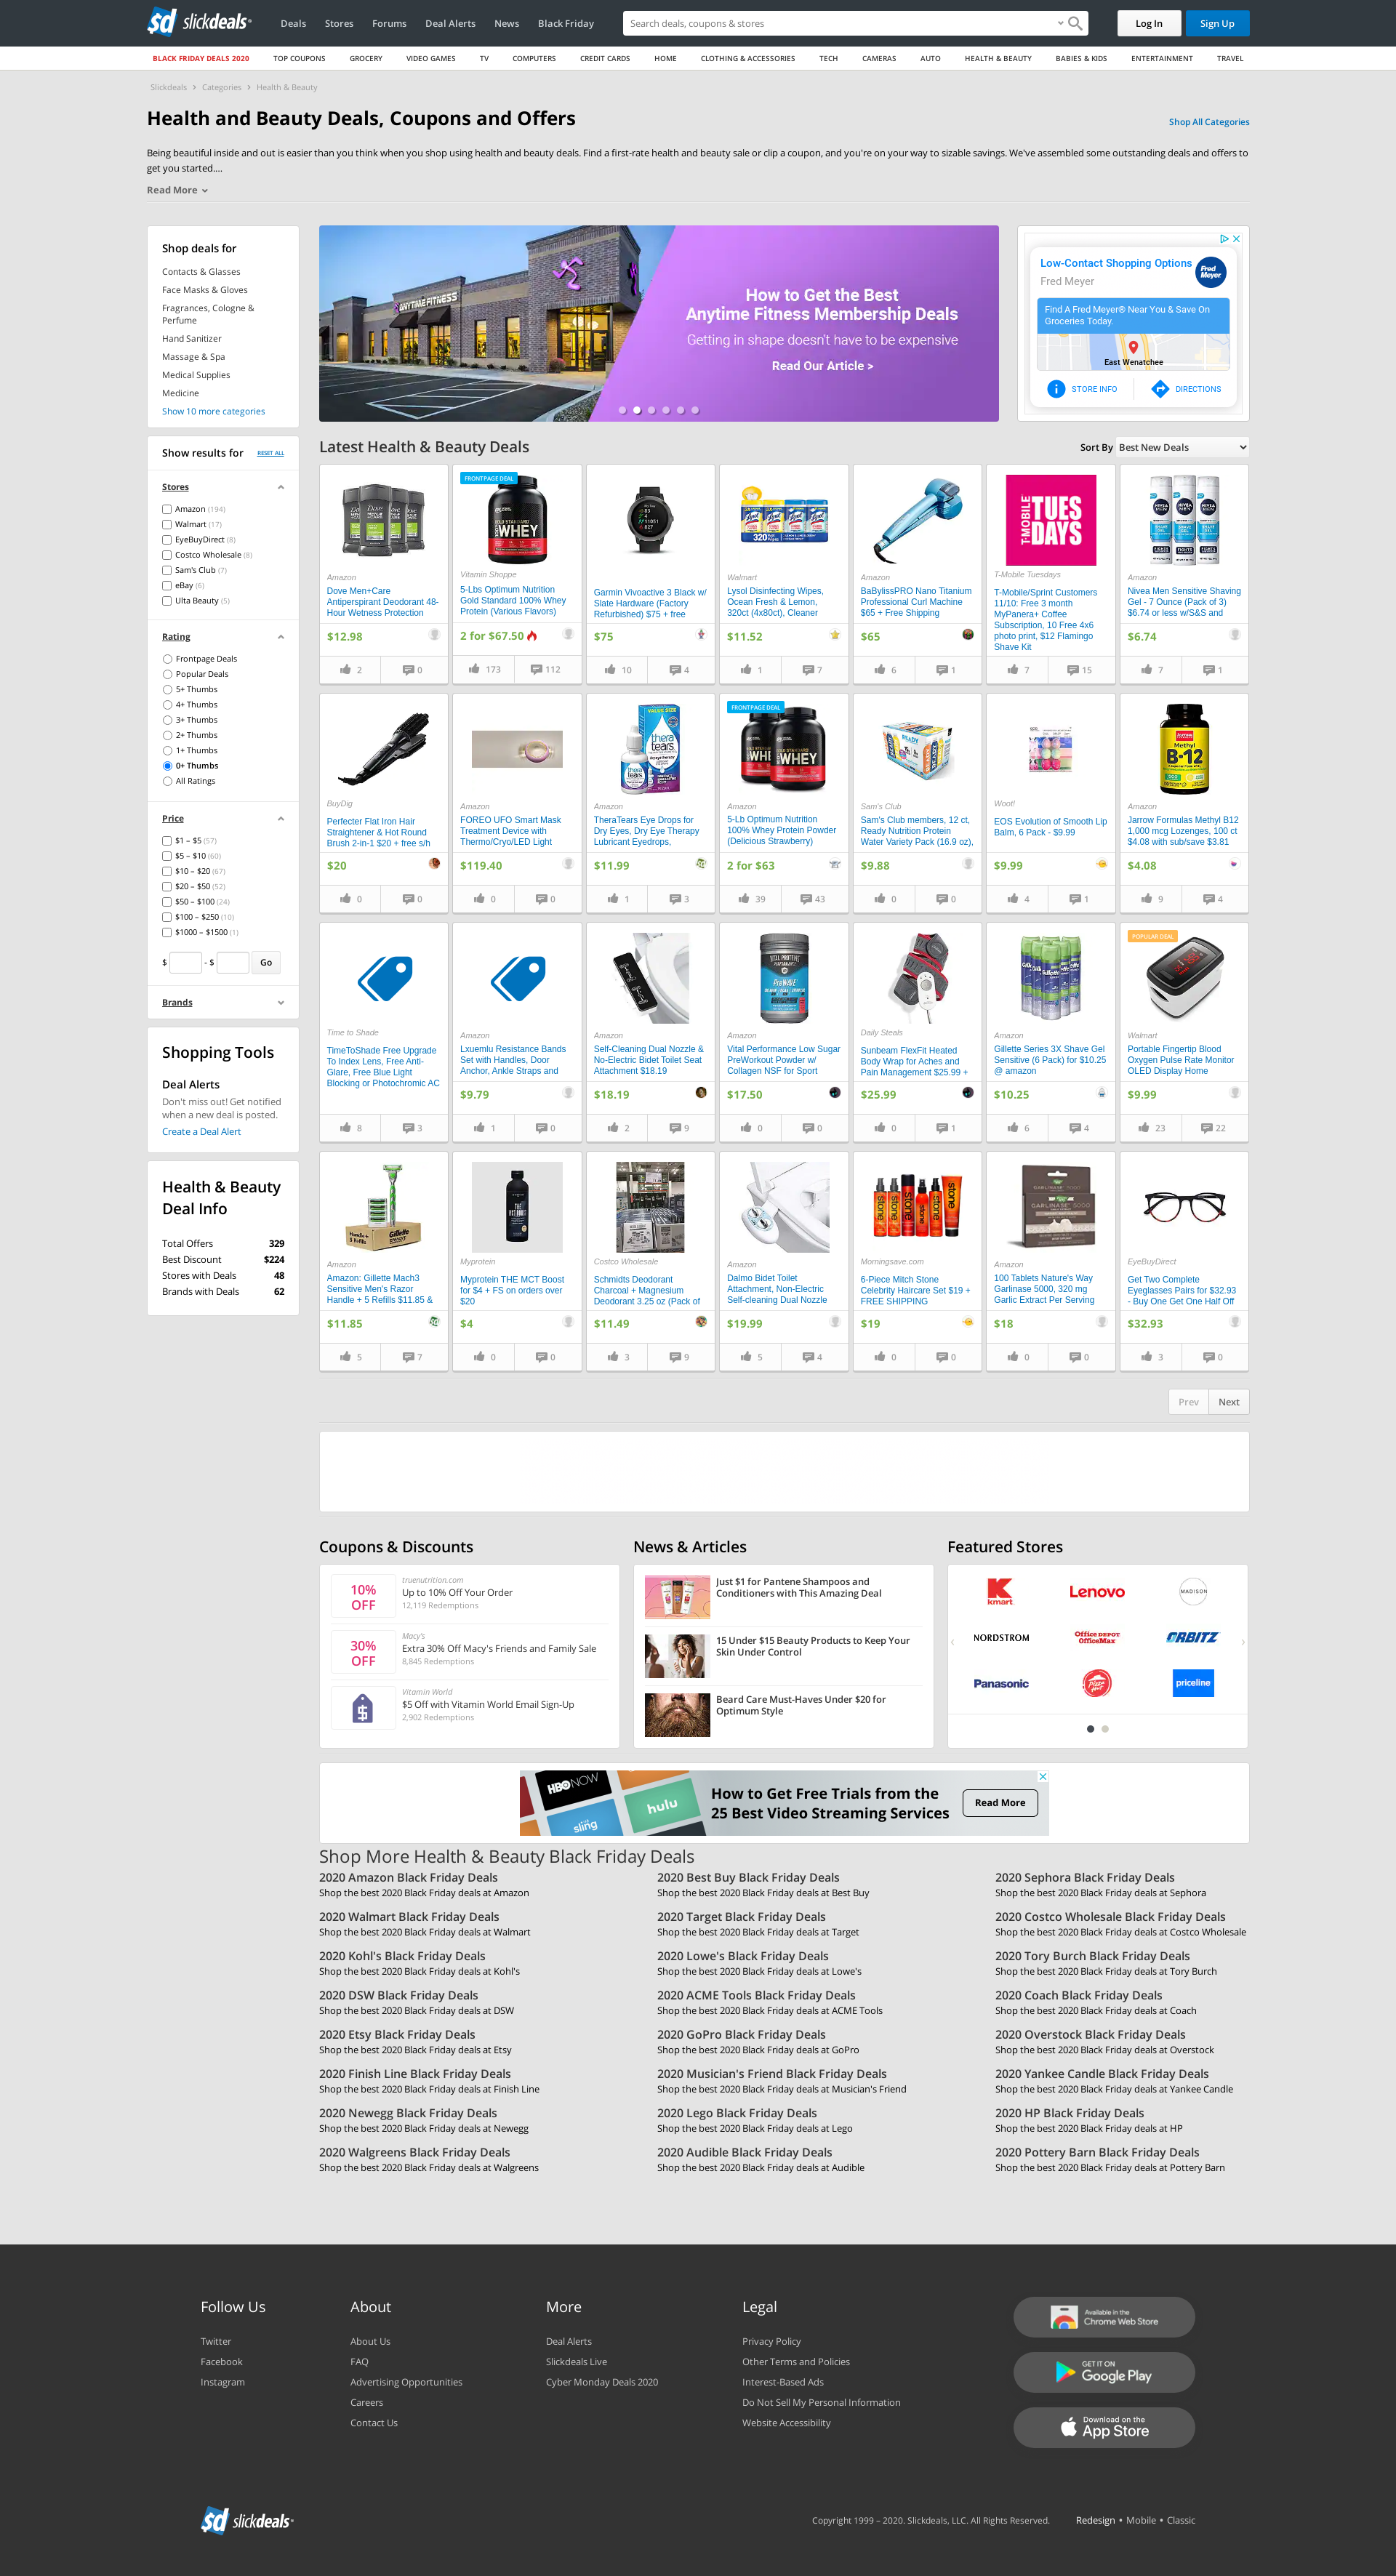 slickdeals
Deals Stores Forums Deal Alerts News Black Friday
Search deals, coupons & stores
Log In
Sign Up
BLACK FRIDAY DEALS 2020 TOP COUPONS GROCERY VIDEO GAMES TV COMPUTERS CREDIT CARDS HOME CLOTHING & ACCESSORIES TECH CAMERAS AUTO HEALTH & BEAUTY BABIES & KIDS ENTERTAINMENT TRAVEL
Slickdeals › Categories › Health & Beauty
Health and Beauty Deals, Coupons and Offers
Shop All Categories
Being beautiful inside and out is easier than you think when you shop using health and beauty deals. Find a first-rate health and beauty sale or clip a coupon, and you're on your way to sizable savings. We've assembled some outstanding deals and offers to
get you started....
Read More
Shop deals for
Contacts & Glasses
Face Masks & Gloves
Fragrances, Cologne &
Perfume
Hand Sanitizer
Massage & Spa
Medical Supplies
Medicine
Show 10 more categories
Show results for RESET ALL
Stores
Amazon (194)
Walmart (17)
EyeBuyDirect (8)
Costco Wholesale (8)
Sam's Club (7)
eBay (6)
Ulta Beauty (5)
Rating
Frontpage Deals
Popular Deals
5+ Thumbs
4+ Thumbs
3+ Thumbs
2+ Thumbs
1+ Thumbs
0+ Thumbs
All Ratings
Price
$1 – $5 (57)
$5 – $10 (60)
$10 – $20 (67)
$20 – $50 (52)
$50 – $100 (24)
$100 – $250 (10)
$1000 – $1500 (1)
$ - $ Go
Brands
Shopping Tools
Deal Alerts
Don't miss out! Get notified
when a new deal is posted.
Create a Deal Alert
Health & Beauty
Deal Info
Total Offers 329
Best Discount $224
Stores with Deals 48
Brands with Deals 62
ANYTIME FITNESS
How to Get the Best
Anytime Fitness Membership Deals
Getting in shape doesn't have to be expensive
Read Our Article >
Low-Contact Shopping Options
Fred Meyer
Fred Meyer
Find A Fred Meyer® Near You & Save On
Groceries Today.
East Wenatchee
STORE INFO
DIRECTIONS
Latest Health & Beauty Deals
Sort By Best New Deals
Amazon
Dove Men+Care
Antiperspirant Deodorant 48-
Hour Wetness Protection
$12.98
2 0
FRONTPAGE DEAL
WHEY
Vitamin Shoppe
5-Lbs Optimum Nutrition
Gold Standard 100% Whey
Protein (Various Flavors)
2 for $67.50
173 112
Garmin Vivoactive 3 Black w/
Slate Hardware (Factory
Refurbished) $75 + free
$75
10 4
320
Walmart
Lysol Disinfecting Wipes,
Ocean Fresh & Lemon,
320ct (4x80ct), Cleaner
$11.52
1 7
Amazon
BaBylissPRO Nano Titanium
Professional Curl Machine
$65 + Free Shipping
$65
6 1
T-MOBILE
TUES
DAYS
T-Mobile Tuesdays
T-Mobile/Sprint Customers
11/10: Free 3 month
MyPanera+ Coffee
Subscription, 10 Free 4x6
photo print, $12 Flamingo
Shave Kit
7 15
NIVEA MEN NIVEA MEN NIVEA MEN
Amazon
Nivea Men Sensitive Shaving
Gel - 7 Ounce (Pack of 3)
$6.74 or less w/S&S and
$6.74
7 1
BuyDig
Perfecter Flat Iron Hair
Straightener & Hot Round
Brush 2-in-1 $20 + free s/h
$20
0 0
Amazon
FOREO UFO Smart Mask
Treatment Device with
Thermo/Cryo/LED Light
$119.40
0 0
VALUE SIZE
thera tears
Amazon
TheraTears Eye Drops for
Dry Eyes, Dry Eye Therapy
Lubricant Eyedrops,
$11.99
1 3
FRONTPAGE DEAL
WHEY
Amazon
5-Lb Optimum Nutrition
100% Whey Protein Powder
(Delicious Strawberry)
2 for $63
39 43
READY
Sam's Club
Sam's Club members, 12 ct,
Ready Nutrition Protein
Water Variety Pack (16.9 oz),
$9.88
0 0
Woot!
EOS Evolution of Smooth Lip
Balm, 6 Pack - $9.99
$9.99
4 1
Methyl
B-12
Amazon
Jarrow Formulas Methyl B12
1,000 mcg Lozenges, 100 ct
$4.08 with sub/save $3.81
$4.08
9 4
Time to Shade
TimeToShade Free Upgrade
To Index Lens, Free Anti-
Glare, Free Blue Light
Blocking or Photochromic AC
8 3
Amazon
Lxuemlu Resistance Bands
Set with Handles, Door
Anchor, Ankle Straps and
$9.79
1 0
Amazon
Self-Cleaning Dual Nozzle &
No-Electric Bidet Toilet Seat
Attachment $18.19
$18.19
2 9
VITAL PROTEINS
PreWAVE
Amazon
Vital Performance Low Sugar
PreWorkout Powder w/
Collagen NSF for Sport
$17.50
0 0
Daily Steals
Sunbeam FlexFit Heated
Body Wrap for Aches and
Pain Management $25.99 +
$25.99
0 1
Amazon
Gillette Series 3X Shave Gel
Sensitive (6 Pack) for $10.25
@ amazon
$10.25
6 4
POPULAR DEAL
Walmart
Portable Fingertip Blood
Oxygen Pulse Rate Monitor
OLED Display Home
$9.99
23 22
Gillette
Amazon
Amazon: Gillette Mach3
Sensitive Men's Razor
Handle + 5 Refills $11.85 &
$11.85
5 7
THE
MCT BOOST
Myprotein
Myprotein THE MCT Boost
for $4 + FS on orders over
$20
$4
0 0
Costco Wholesale
Schmidts Deodorant
Charcoal + Magnesium
Deodorant 3.25 oz (Pack of
$11.49
3 9
Amazon
Dalmo Bidet Toilet
Attachment, Non-Electric
Self-cleaning Dual Nozzle
$19.99
5 4
stone
Morningsave.com
6-Piece Mitch Stone
Celebrity Haircare Set $19 +
FREE SHIPPING
$19
0 0
GARLINASE 5000
Amazon
100 Tablets Nature's Way
Garlinase 5000, 320 mg
Garlic Extract Per Serving
$18
0 0
EyeBuyDirect
Get Two Complete
Eyeglasses Pairs for $32.93
- Buy One Get One Half Off
$32.93
3 0
Prev Next
Coupons & Discounts
10%
OFF
truenutrition.com
Up to 10% Off Your Order
12,119 Redemptions
30%
OFF
Macy's
Extra 30% Off Macy's Friends and Family Sale
8,845 Redemptions
Vitamin World
$5 Off with Vitamin World Email Sign-Up
2,902 Redemptions
News & Articles
Just $1 for Pantene Shampoos and
Conditioners with This Amazing Deal
15 Under $15 Beauty Products to Keep Your
Skin Under Control
Beard Care Must-Haves Under $20 for
Optimum Style
Featured Stores
kmart Lenovo MADISON
NORDSTROM Office DEPOT OfficeMax ORBITZ
Panasonic Pizza Hut priceline
HBO NOW
hulu
sling
How to Get Free Trials from the
25 Best Video Streaming Services
Read More
Shop More Health & Beauty Black Friday Deals
2020 Amazon Black Friday Deals
Shop the best 2020 Black Friday deals at Amazon
2020 Best Buy Black Friday Deals
Shop the best 2020 Black Friday deals at Best Buy
2020 Sephora Black Friday Deals
Shop the best 2020 Black Friday deals at Sephora
2020 Walmart Black Friday Deals
Shop the best 2020 Black Friday deals at Walmart
2020 Target Black Friday Deals
Shop the best 2020 Black Friday deals at Target
2020 Costco Wholesale Black Friday Deals
Shop the best 2020 Black Friday deals at Costco Wholesale
2020 Kohl's Black Friday Deals
Shop the best 2020 Black Friday deals at Kohl's
2020 Lowe's Black Friday Deals
Shop the best 2020 Black Friday deals at Lowe's
2020 Tory Burch Black Friday Deals
Shop the best 2020 Black Friday deals at Tory Burch
2020 DSW Black Friday Deals
Shop the best 2020 Black Friday deals at DSW
2020 ACME Tools Black Friday Deals
Shop the best 2020 Black Friday deals at ACME Tools
2020 Coach Black Friday Deals
Shop the best 2020 Black Friday deals at Coach
2020 Etsy Black Friday Deals
Shop the best 2020 Black Friday deals at Etsy
2020 GoPro Black Friday Deals
Shop the best 2020 Black Friday deals at GoPro
2020 Overstock Black Friday Deals
Shop the best 2020 Black Friday deals at Overstock
2020 Finish Line Black Friday Deals
Shop the best 2020 Black Friday deals at Finish Line
2020 Musician's Friend Black Friday Deals
Shop the best 2020 Black Friday deals at Musician's Friend
2020 Yankee Candle Black Friday Deals
Shop the best 2020 Black Friday deals at Yankee Candle
2020 Newegg Black Friday Deals
Shop the best 2020 Black Friday deals at Newegg
2020 Lego Black Friday Deals
Shop the best 2020 Black Friday deals at Lego
2020 HP Black Friday Deals
Shop the best 2020 Black Friday deals at HP
2020 Walgreens Black Friday Deals
Shop the best 2020 Black Friday deals at Walgreens
2020 Audible Black Friday Deals
Shop the best 2020 Black Friday deals at Audible
2020 Pottery Barn Black Friday Deals
Shop the best 2020 Black Friday deals at Pottery Barn
Follow Us
Twitter
Facebook
Instagram
About
About Us
FAQ
Advertising Opportunities
Careers
Contact Us
More
Deal Alerts
Slickdeals Live
Cyber Monday Deals 2020
Legal
Privacy Policy
Other Terms and Policies
Interest-Based Ads
Do Not Sell My Personal Information
Website Accessibility
Available in the
Chrome Web Store
GET IT ON
Google Play
Download on the
App Store
slickdeals
Copyright 1999 – 2020. Slickdeals, LLC. All Rights Reserved. Redesign • Mobile • Classic